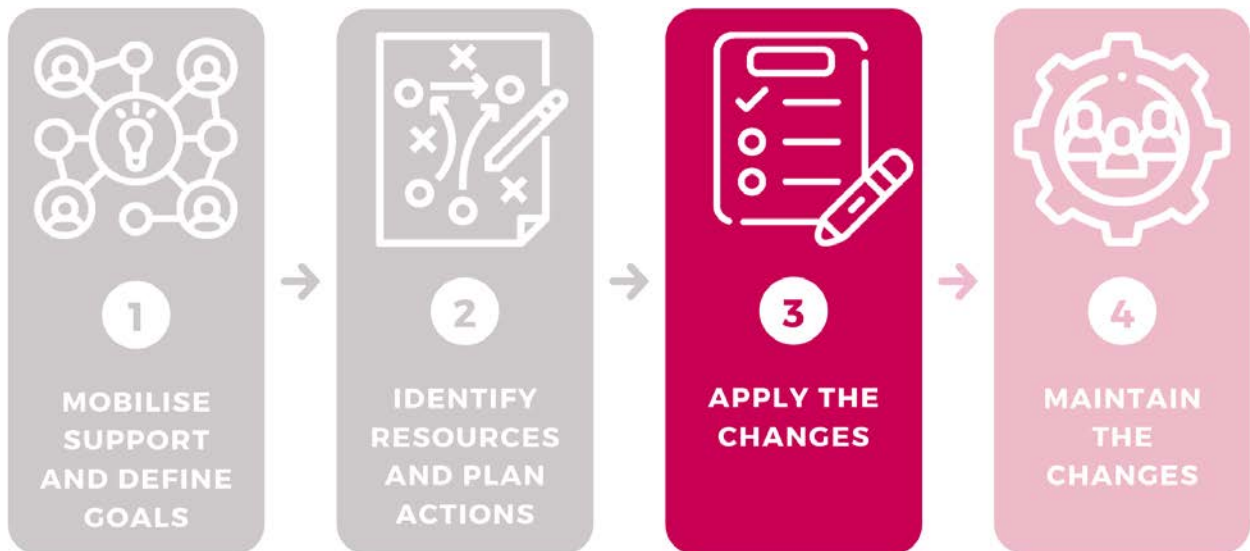 1
MOBILISE
SUPPORT
AND DEFINE
GOALS
2
IDENTIFY
RESOURCES
AND PLAN
ACTIONS
3
APPLY THE
CHANGES
4
MAINTAIN
THE
CHANGES